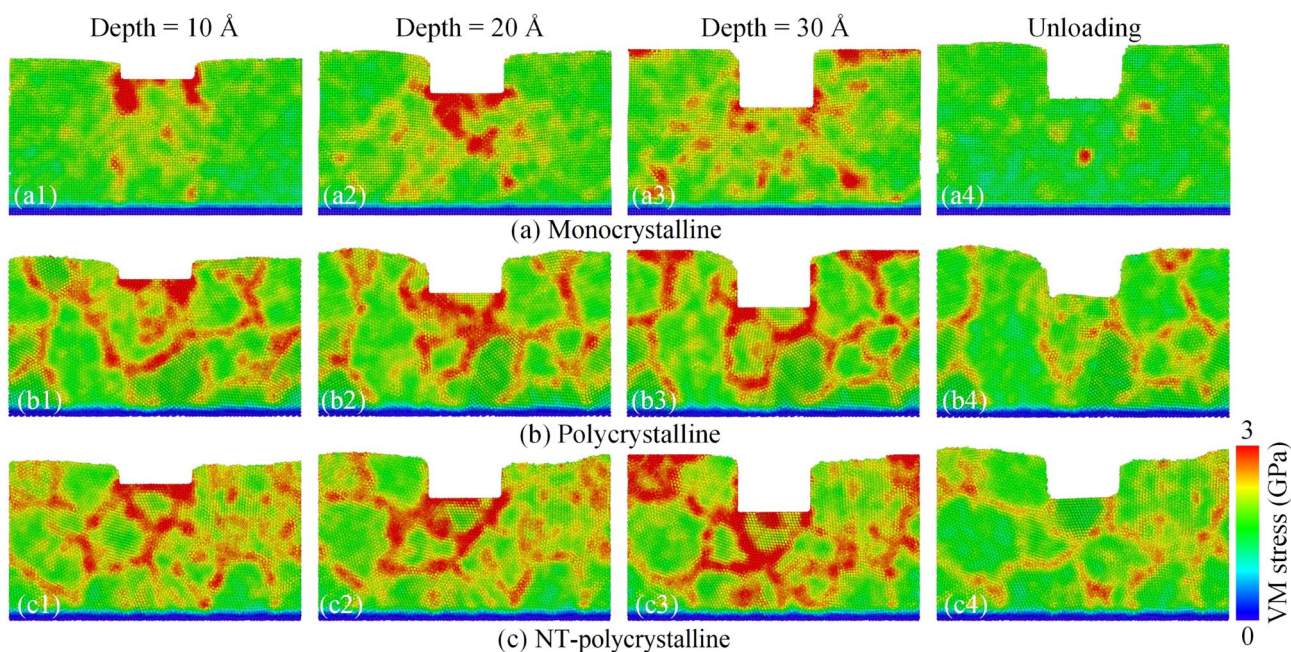 Depth = 10 Å Depth = 20 Å Depth = 30 Å Unloading
(a1) (a2) (a3) (a4)
(a) Monocrystalline
(b1) (b2) (b3) (b4)
(b) Polycrystalline
(c1) (c2) (c3) (c4)
(c) NT-polycrystalline
3
VM stress (GPa)
0